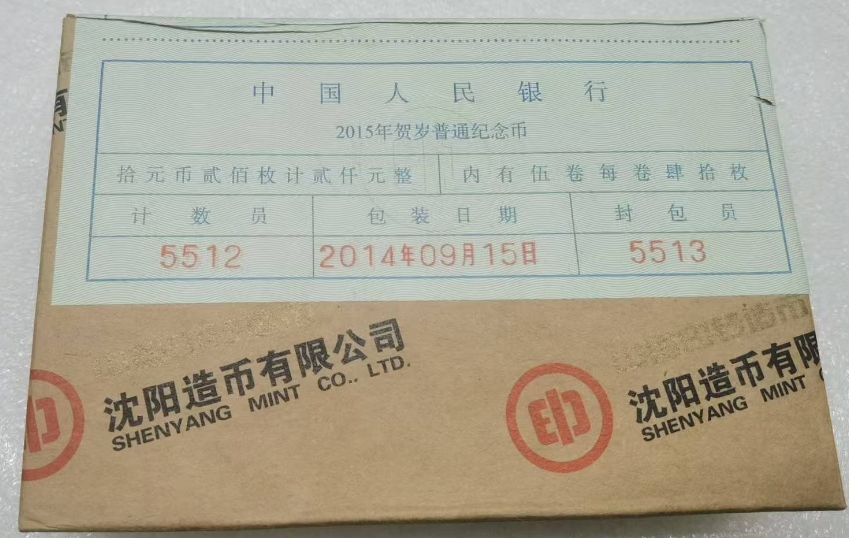 中国人民银行
2015年贺岁普通纪念币
拾元币贰佰枚计贰仟元整 内有伍卷每卷肆拾枚
计数员 包装日期 封包员
5512 2014年09月15日 5513
沈阳造币有限公司
SHENYANG MINT CO., LTD.
沈阳造币有限
SHENYANG MINT